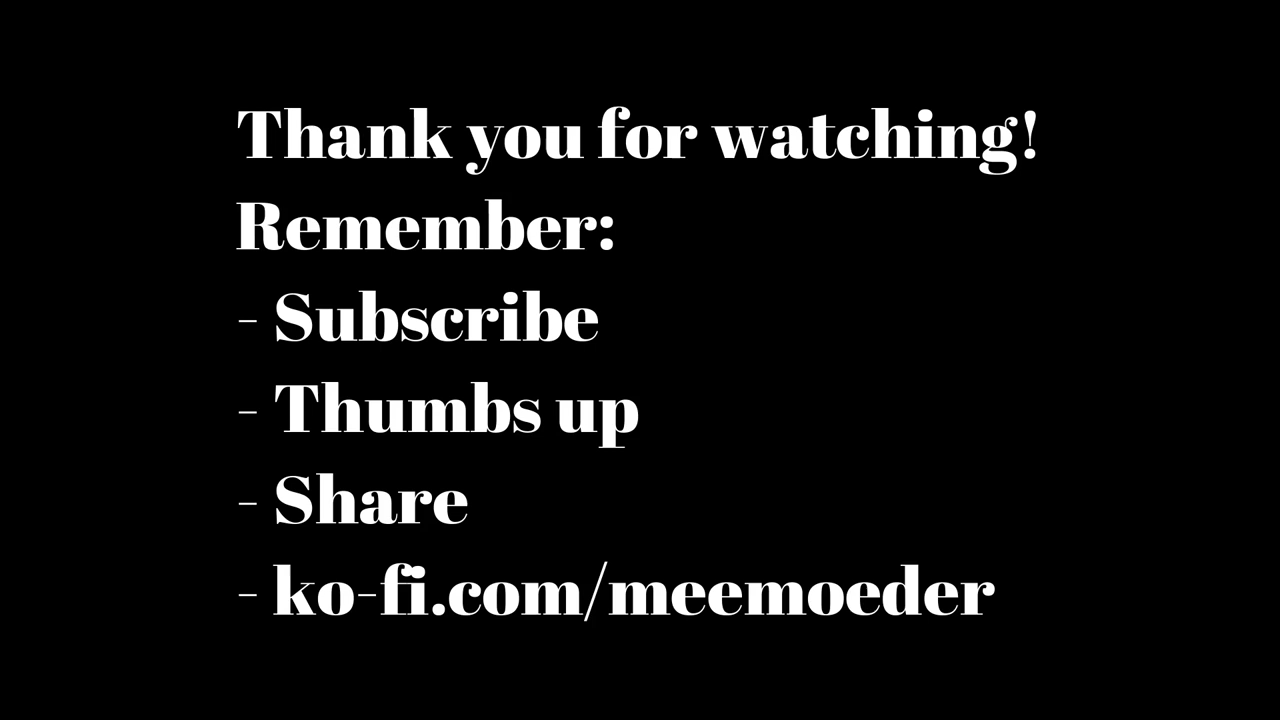 Thank you for watching!
Remember:
- Subscribe
- Thumbs up
- Share
- ko-fi.com/meemoeder